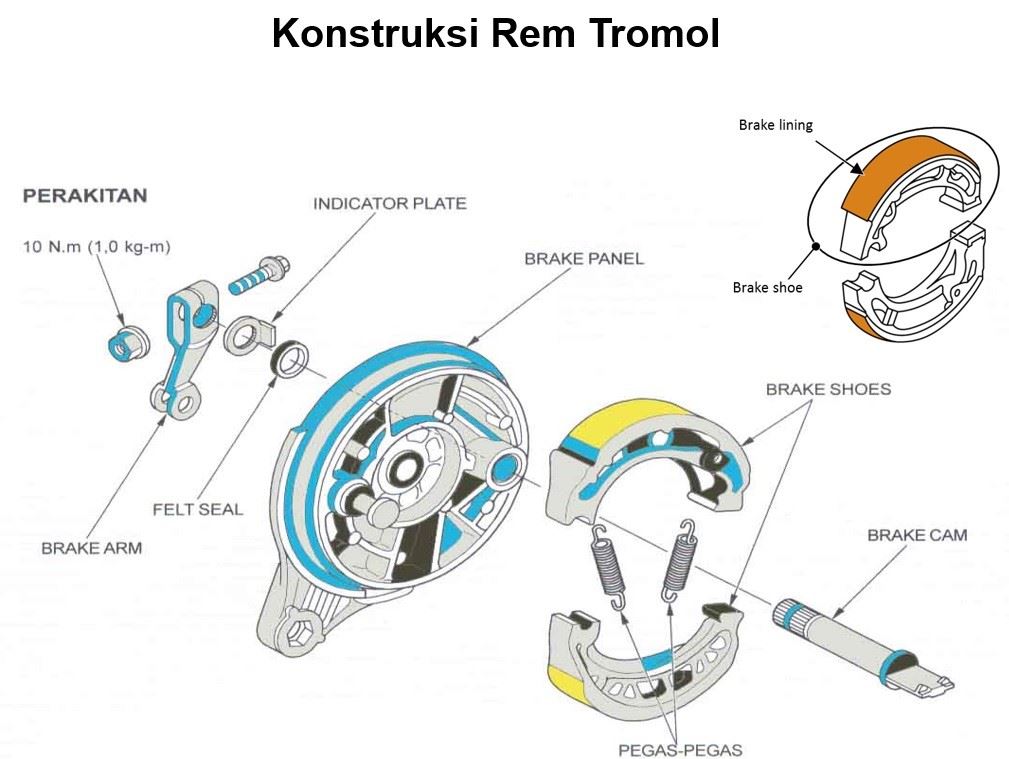 Konstruksi Rem Tromol
Brake lining
PERAKITAN
INDICATOR PLATE
10 N.m (1,0 kg-m)
BRAKE PANEL
Brake shoe
BRAKE SHOES
FELT SEAL
BRAKE ARM
BRAKE CAM
PEGAS-PEGAS